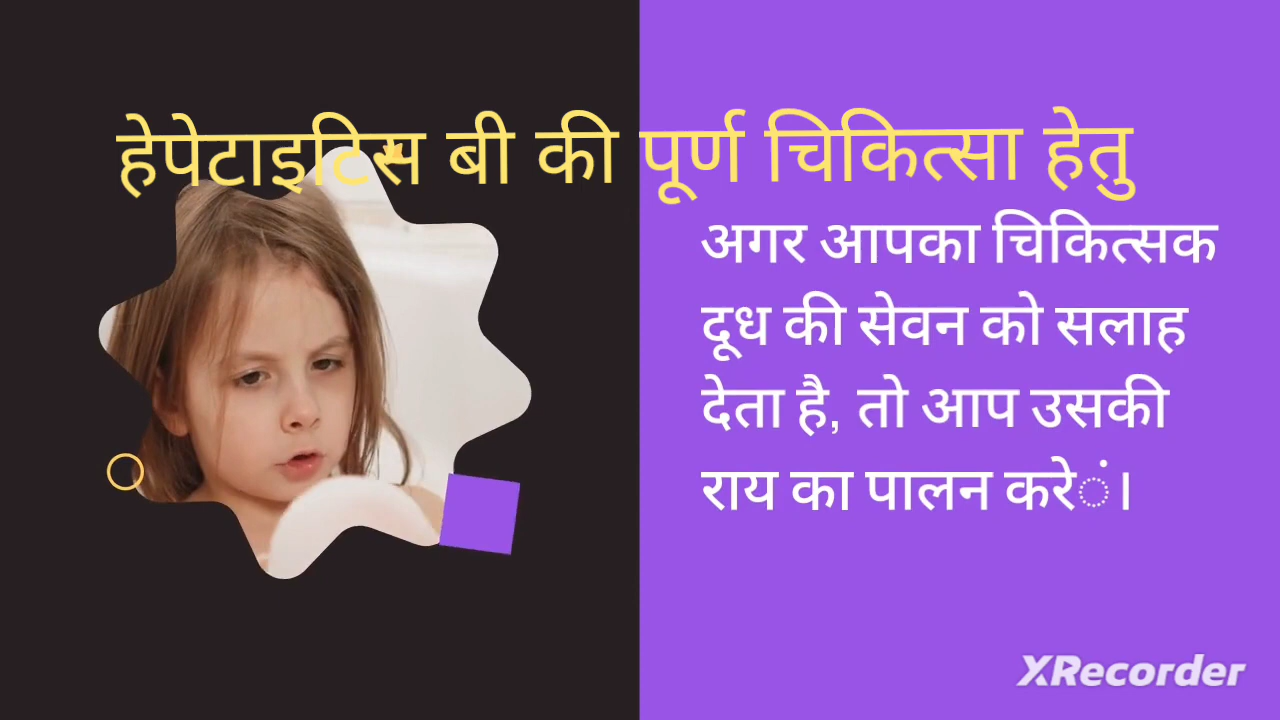 हेपेटाइटिस बी की पूर्ण चिकित्सा हेतु
अगर आपका चिकित्सक
दूध की सेवन को सलाह
देता है, तो आप उसकी
राय का पालन करे◌ं।
XRecorder